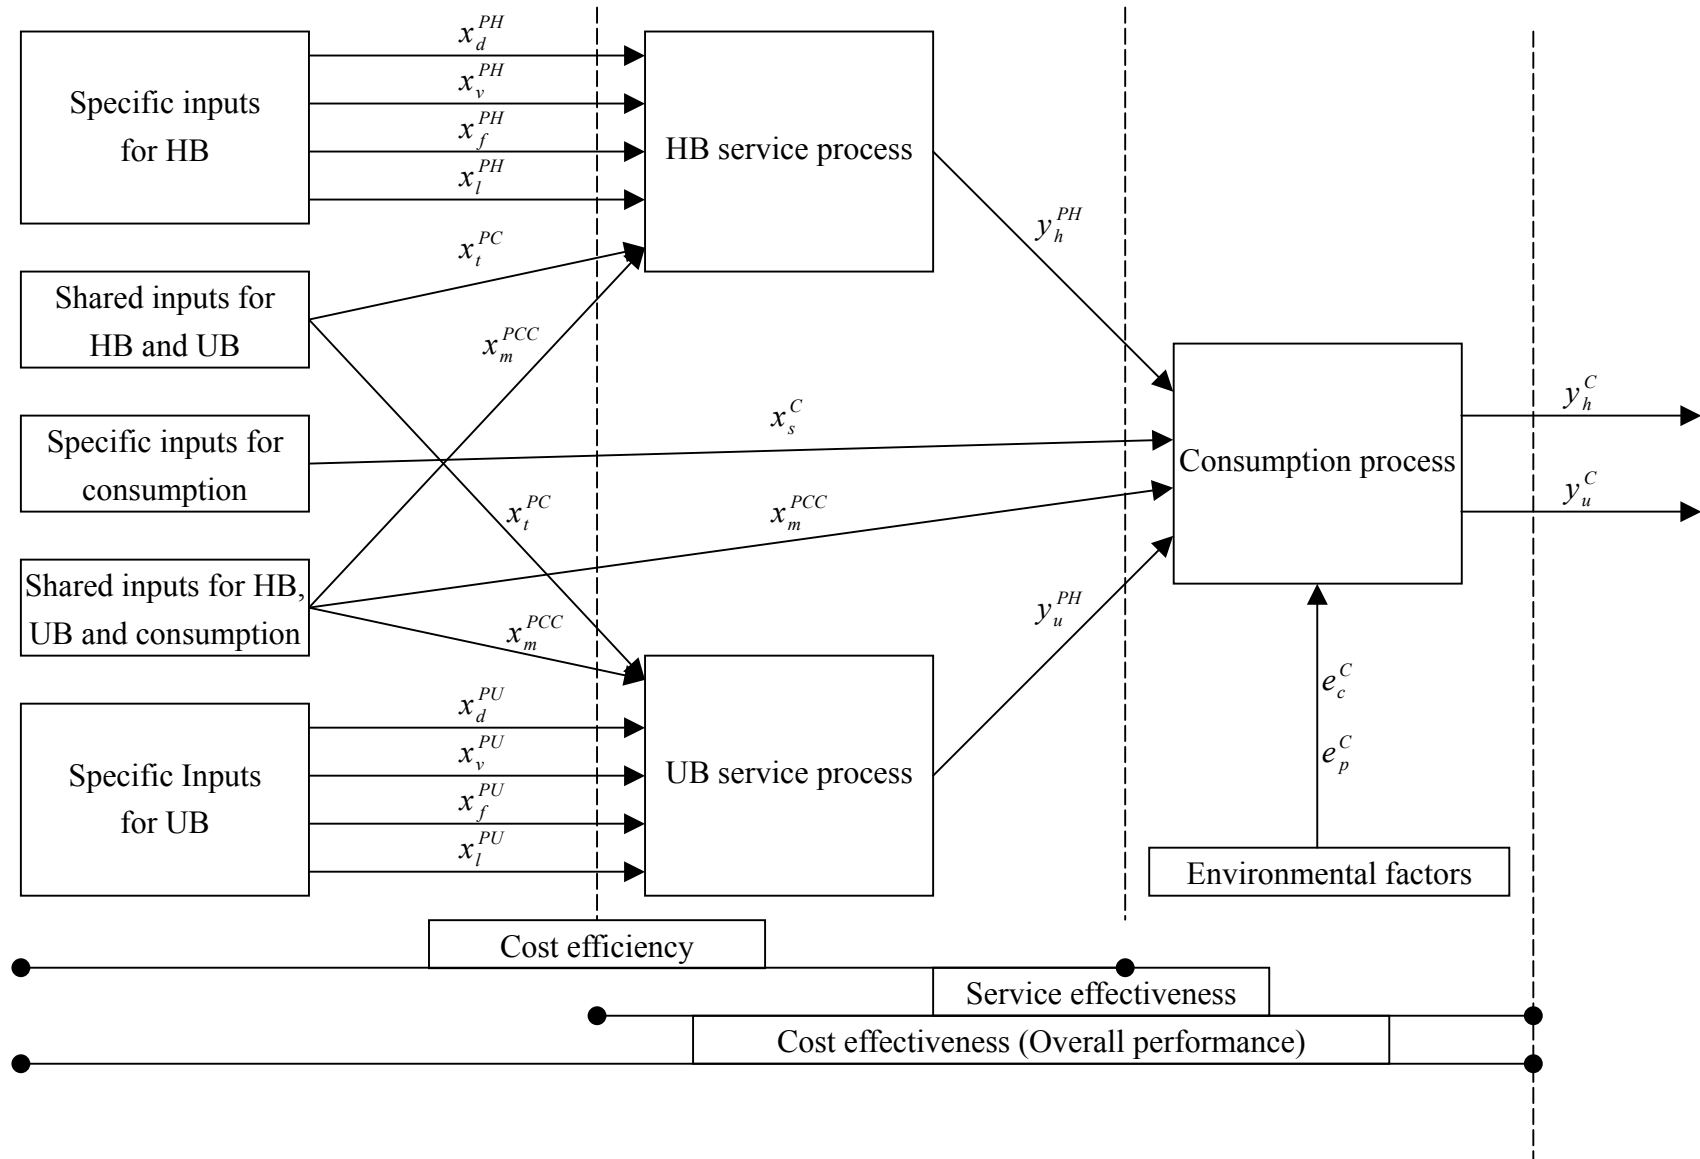 x_d^{PH}
x_v^{PH}
x_f^{PH}
x_l^{PH}
Specific inputs
for HB
HB service process
x_t^{PC}
y_h^{PH}
Shared inputs for
HB and UB
x_m^{PCC}
x_s^C
Specific inputs for
consumption
Consumption process
y_h^C
y_u^C
x_t^{PC}
x_m^{PCC}
Shared inputs for HB,
UB and consumption
x_m^{PCC}
y_u^{PH}
x_d^{PU}
x_v^{PU}
x_f^{PU}
x_l^{PU}
Specific Inputs
for UB
UB service process
e_c^C
e_p^C
Environmental factors
Cost efficiency
Service effectiveness
Cost effectiveness (Overall performance)